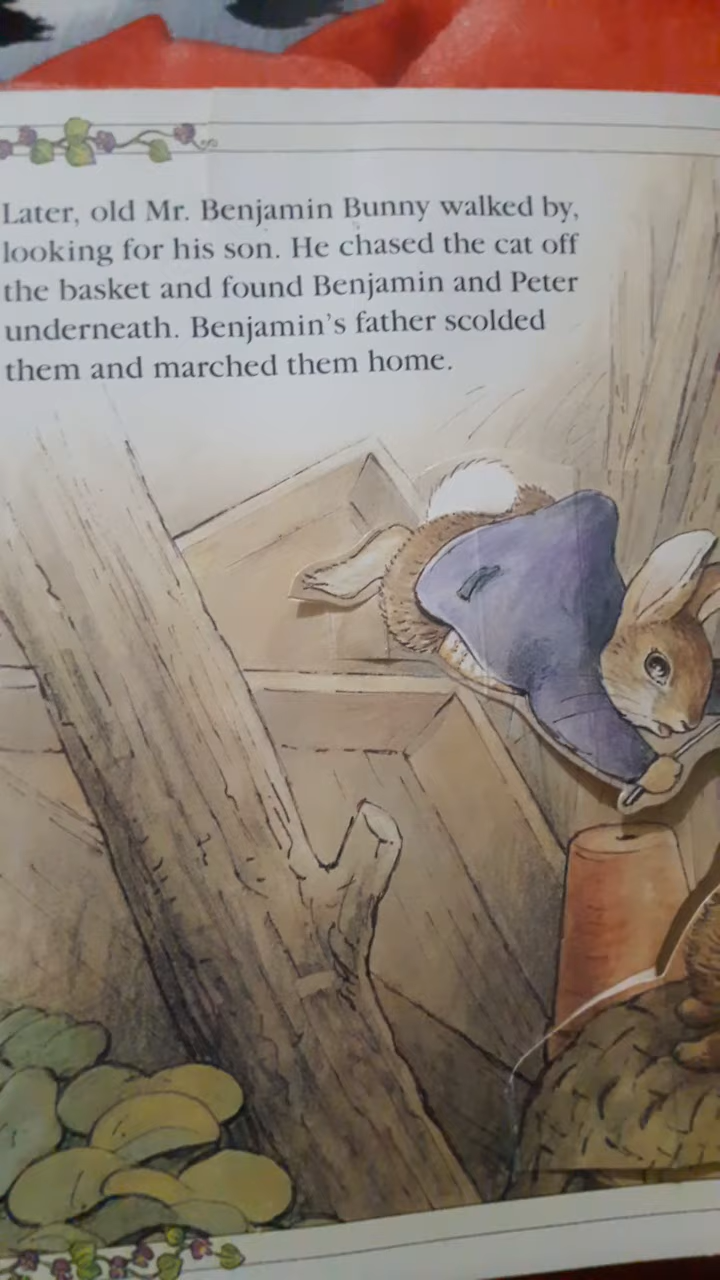 Later, old Mr. Benjamin Bunny walked by,
looking for his son. He chased the cat off
the basket and found Benjamin and Peter
underneath. Benjamin's father scolded
them and marched them home.